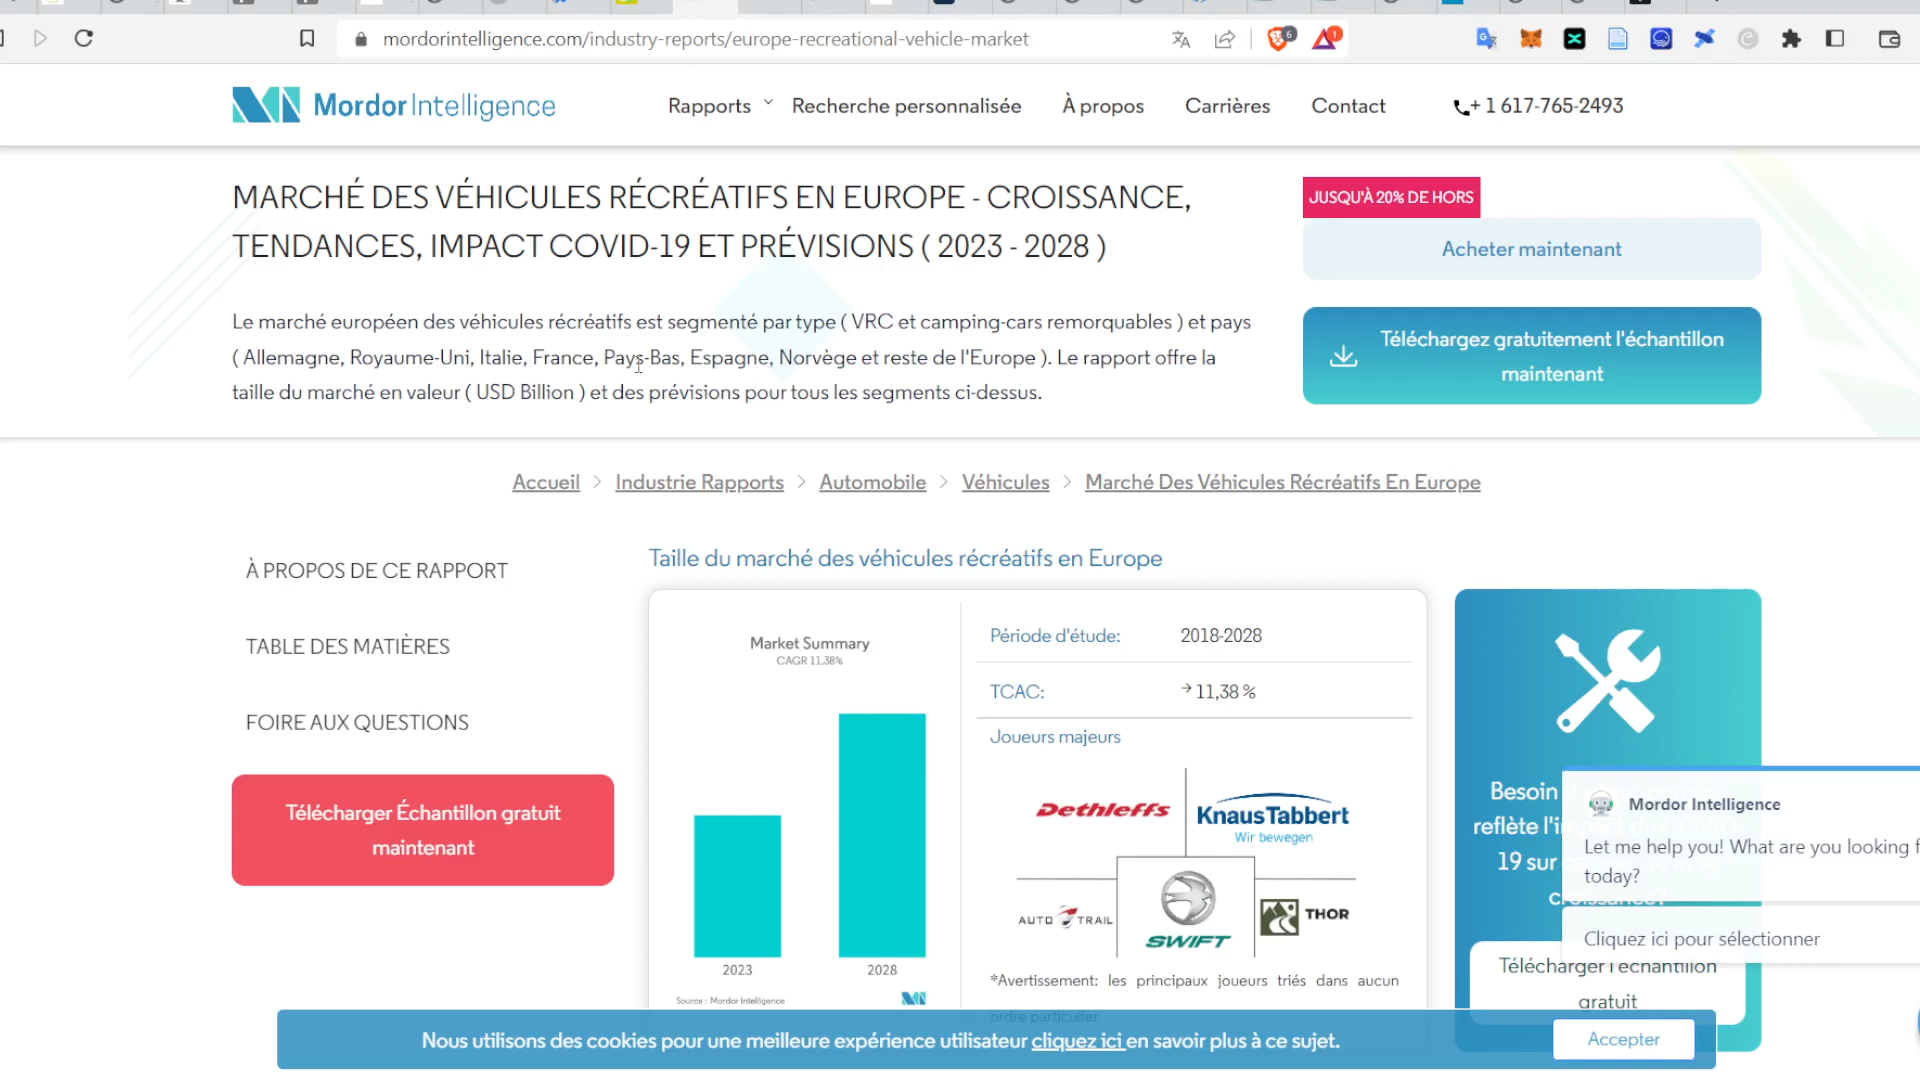 mordorintelligence.com/industry-reports/europe-recreational-vehicle-market
6
1
Mordor Intelligence
Rapports
Recherche personnalisée
À propos
Carrières
Contact
+ 1 617-765-2493
MARCHÉ DES VÉHICULES RÉCRÉATIFS EN EUROPE - CROISSANCE,
TENDANCES, IMPACT COVID-19 ET PRÉVISIONS ( 2023 - 2028 )
Le marché européen des véhicules récréatifs est segmenté par type ( VRC et camping-cars remorquables ) et pays
( Allemagne, Royaume-Uni, Italie, France, Pays-Bas, Espagne, Norvège et reste de l'Europe ). Le rapport offre la
taille du marché en valeur ( USD Billion ) et des prévisions pour tous les segments ci-dessus.
JUSQU'À 20% DE HORS
Acheter maintenant
Téléchargez gratuitement l'échantillon
maintenant
Accueil > Industrie Rapports > Automobile > Véhicules > Marché Des Véhicules Récréatifs En Europe
À PROPOS DE CE RAPPORT
TABLE DES MATIÈRES
FOIRE AUX QUESTIONS
Télécharger Échantillon gratuit
maintenant
Taille du marché des véhicules récréatifs en Europe
Market Summary
CAGR 11.38%
2023
2028
Source : Mordor Intelligence
Période d'étude: 2018-2028
TCAC: 11,38 %
Joueurs majeurs
Dethleffs
KnausTabbert
Wir bewegen
AUTO TRAIL
SWIFT
THOR
*Avertissement: les principaux joueurs triés dans aucun
ordre particulier
Besoin
reflète l'impact du
19 sur
croissance?
Télécharger l'échantillon
gratuit
Mordor Intelligence
Let me help you! What are you looking f
today?
Cliquez ici pour sélectionner
Nous utilisons des cookies pour une meilleure expérience utilisateur cliquez ici en savoir plus à ce sujet.
Accepter